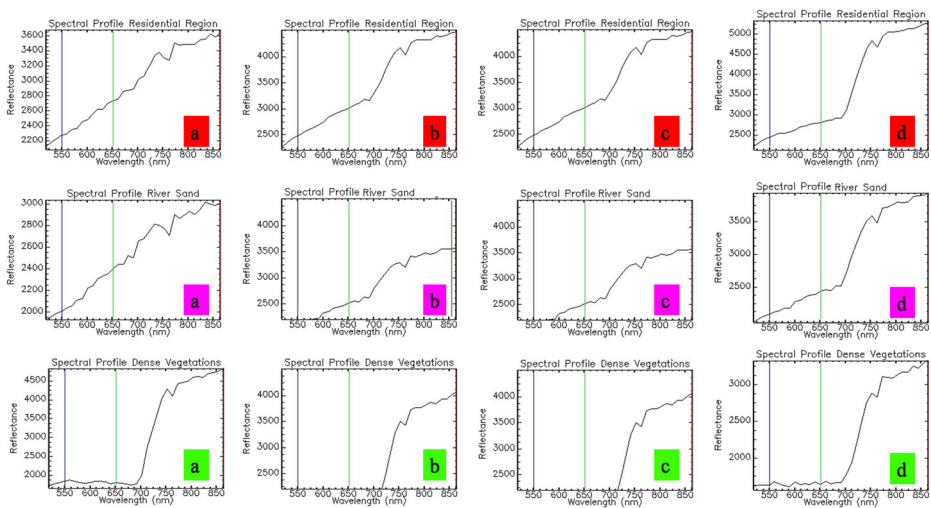 Spectral Profile Residential Region
Reflectance
3600
3400
3200
3000
2800
2600
2400
2200
a
550 600 650 700 750 800 850
Wavelength (nm)
Spectral Profile Residential Region
Reflectance
4000
3500
3000
2500
b
550 600 650 700 750 800 850
Wavelength (nm)
Spectral Profile Residential Region
Reflectance
4000
3500
3000
2500
c
550 600 650 700 750 800 850
Wavelength (nm)
Spectral Profile Residential Region
Reflectance
5000
4500
4000
3500
3000
2500
d
550 600 650 700 750 800 850
Wavelength (nm)
Spectral Profile River Sand
Reflectance
3000
2800
2600
2400
2200
2000
a
550 600 650 700 750 800 850
Wavelength (nm)
Spectral Profile River Sand
Reflectance
4000
3500
3000
2500
b
550 600 650 700 750 800 850
Wavelength (nm)
Spectral Profile River Sand
Reflectance
4000
3500
3000
2500
c
550 600 650 700 750 800 850
Wavelength (nm)
Spectral Profile River Sand
Reflectance
3500
3000
2500
d
550 600 650 700 750 800 850
Wavelength (nm)
Spectral Profile Dense Vegetations
Reflectance
4500
4000
3500
3000
2500
2000
a
550 600 650 700 750 800 850
Wavelength (nm)
Spectral Profile Dense Vegetations
Reflectance
4000
3500
3000
2500
b
550 600 650 700 750 800 850
Wavelength (nm)
Spectral Profile Dense Vegetations
Reflectance
4000
3500
3000
2500
c
550 600 650 700 750 800 850
Wavelength (nm)
Spectral Profile Dense Vegetations
Reflectance
3000
2500
2000
d
550 600 650 700 750 800 850
Wavelength (nm)